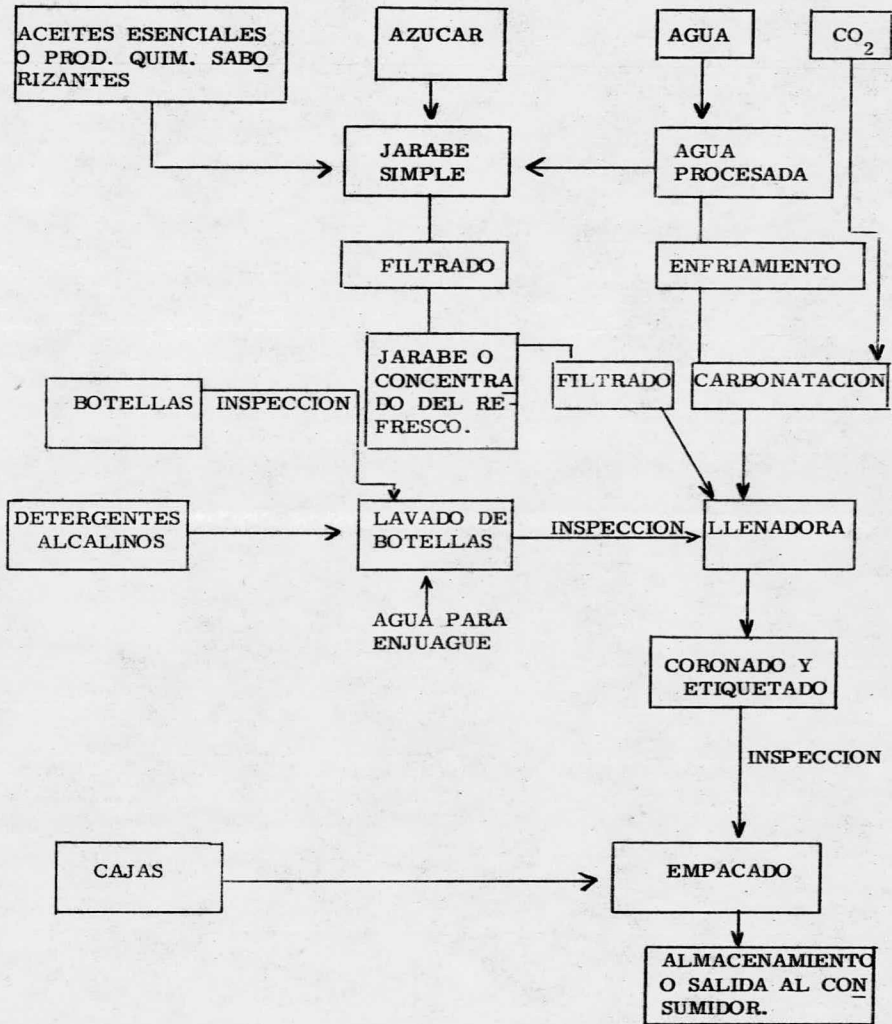 ACEITES ESENCIALES
O PROD. QUIM. SABO
RIZANTES
AZUCAR
AGUA
CO2
JARABE
SIMPLE
AGUA
PROCESADA
FILTRADO
ENFRIAMIENTO
JARABE O
CONCENTRA
DO DEL RE-
FRESCO.
FILTRADO
CARBONATACION
BOTELLAS
INSPECCION
DETERGENTES
ALCALINOS
LAVADO DE
BOTELLAS
INSPECCION
LLENADORA
AGUA PARA
ENJUAGUE
CORONADO Y
ETIQUETADO
INSPECCION
CAJAS
EMPACADO
ALMACENAMIENTO
O SALIDA AL CON
SUMIDOR.